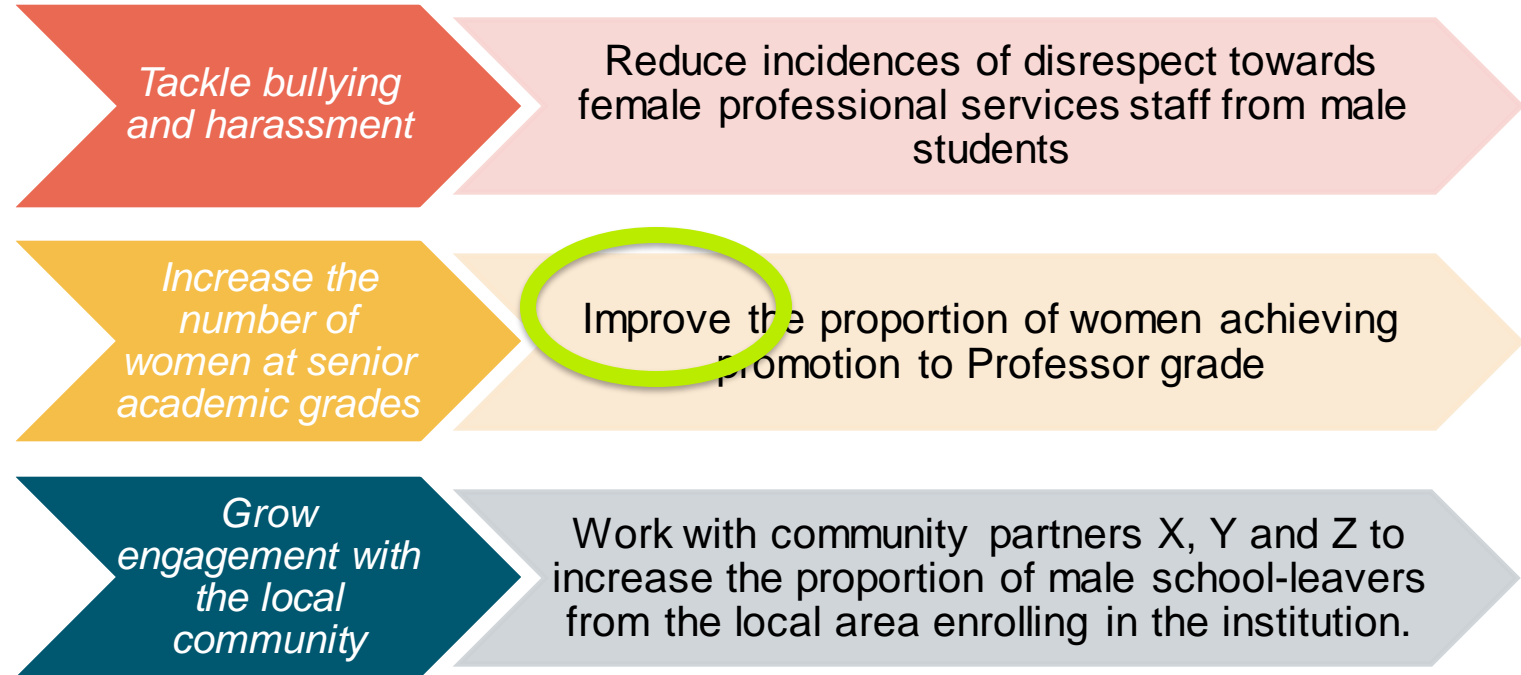 Tackle bullying
and harassment
Reduce incidences of disrespect towards
female professional services staff from male
students
Increase the
number of
women at senior
academic grades
Improve the proportion of women achieving
promotion to Professor grade
Grow
engagement with
the local
community
Work with community partners X, Y and Z to
increase the proportion of male school-leavers
from the local area enrolling in the institution.